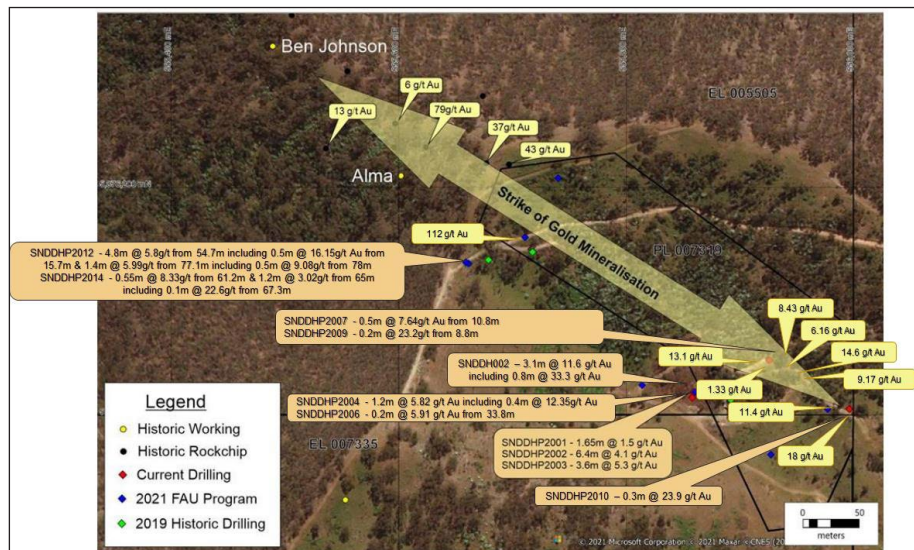 Ben Johnson
EL 005505
6 g/t Au
13 g/t Au
79g/t Au
37g/t Au
43 g/t Au
Alma
Strike of Gold Mineralisation
PL 007319
112 g/t Au
SNDDHP2012 - 4.8m @ 5.8g/t from 54.7m including 0.5m @ 16.15g/t Au from
15.7m & 1.4m @ 5.99g/t from 77.1m including 0.5m @ 9.08g/t from 78m
SNDDHP2014 - 0.55m @ 8.33g/t from 61.2m & 1.2m @ 3.02g/t from 65m
including 0.1m @ 22.6g/t from 67.3m
SNDDHP2007 - 0.5m @ 7.64g/t Au from 10.8m
SNDDHP2009 - 0.2m @ 23.2g/t from 8.8m
8.43 g/t Au
6.16 g/t Au
13.1 g/t Au
14.6 g/t Au
SNDDH002 – 3.1m @ 11.6 g/t Au
including 0.8m @ 33.3 g/t Au
1.33 g/t Au
9.17 g/t Au
SNDDHP2004 - 1.2m @ 5.82 g/t Au including 0.4m @ 12.35g/t Au
SNDDHP2006 - 0.2m @ 5.91 g/t Au from 33.8m
11.4 g/t Au
EL 007335
SNDDHP2001 - 1.65m @ 1.5 g/t Au
SNDDHP2002 - 6.4m @ 4.1 g/t Au
SNDDHP2003 - 3.6m @ 5.3 g/t Au
18 g/t Au
SNDDHP2010 – 0.3m @ 23.9 g/t Au
Legend
Historic Working
Historic Rockchip
Current Drilling
2021 FAU Program
2019 Historic Drilling
0 50
meters
© 2021 Microsoft Corporation © 2021 Maxar © CNES